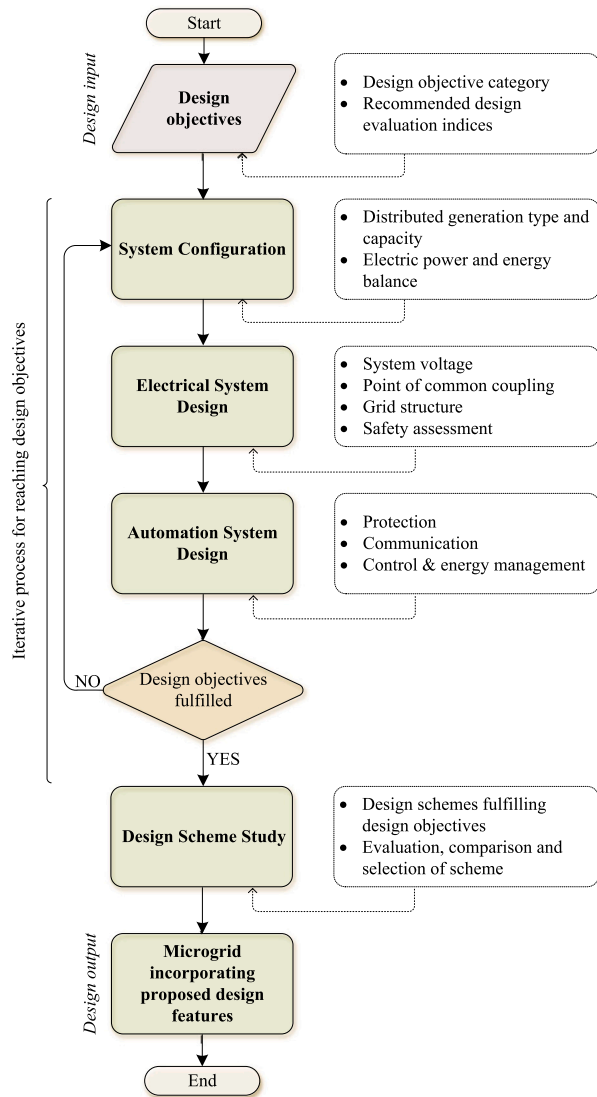 Start
Design input
Design
objectives
• Design objective category
• Recommended design
evaluation indices
Iterative process for reaching design objectives
System Configuration
• Distributed generation type and
capacity
• Electric power and energy
balance
Electrical System
Design
• System voltage
• Point of common coupling
• Grid structure
• Safety assessment
Automation System
Design
• Protection
• Communication
• Control & energy management
Design objectives
fulfilled
NO
YES
Design Scheme Study
• Design schemes fulfilling
design objectives
• Evaluation, comparison and
selection of scheme
Design output
Microgrid
incorporating
proposed design
features
End